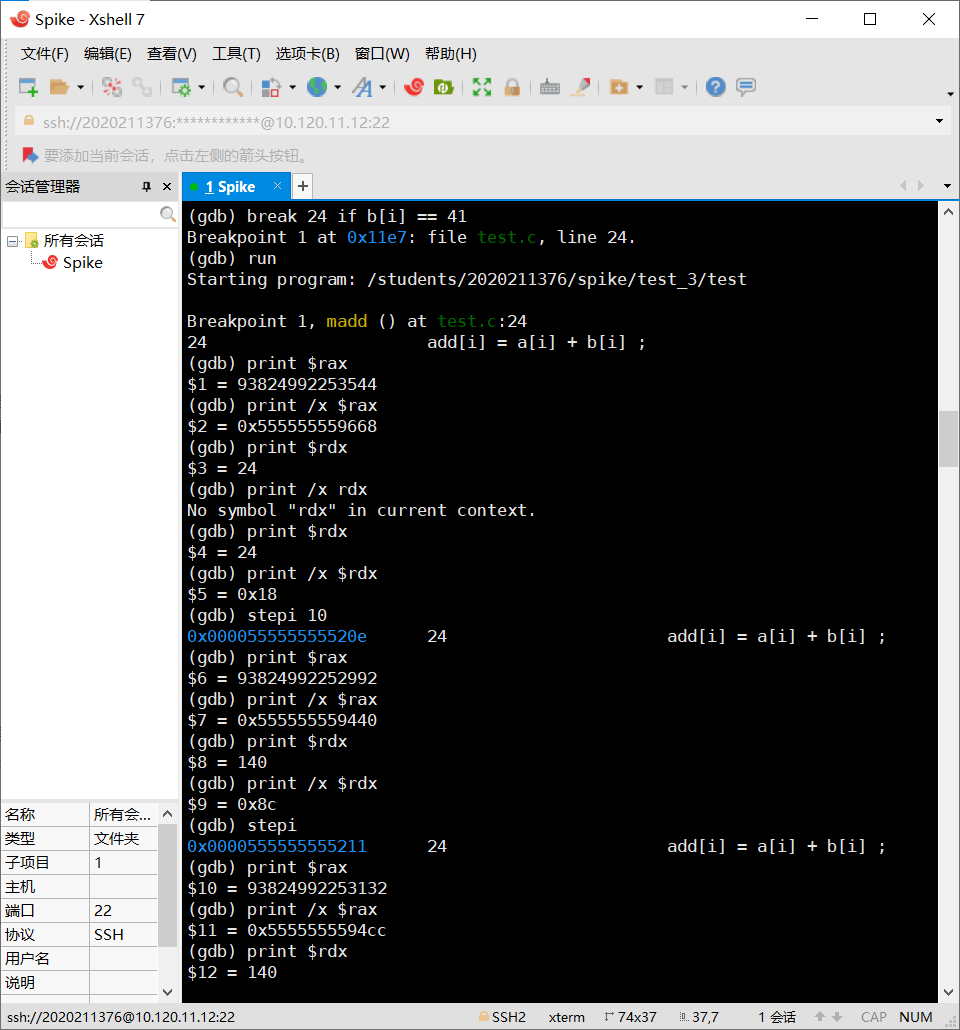 Spike - Xshell 7
文件(F) 编辑(E) 查看(V) 工具(T) 选项卡(B) 窗口(W) 帮助(H)
ssh://2020211376:************@10.120.11.12:22
要添加当前会话，点击左侧的箭头按钮。
会话管理器
1 Spike
所有会话
Spike
(gdb) break 24 if b[i] == 41
Breakpoint 1 at 0x11e7: file test.c, line 24.
(gdb) run
Starting program: /students/2020211376/spike/test_3/test
Breakpoint 1, madd () at test.c:24
24 add[i] = a[i] + b[i] ;
(gdb) print $rax
$1 = 93824992253544
(gdb) print /x $rax
$2 = 0x555555559668
(gdb) print $rdx
$3 = 24
(gdb) print /x rdx
No symbol "rdx" in current context.
(gdb) print $rdx
$4 = 24
(gdb) print /x $rdx
$5 = 0x18
(gdb) stepi 10
0x000055555555520e 24 add[i] = a[i] + b[i] ;
(gdb) print $rax
$6 = 93824992252992
(gdb) print /x $rax
$7 = 0x555555559440
(gdb) print $rdx
$8 = 140
(gdb) print /x $rdx
$9 = 0x8c
(gdb) stepi
0x0000555555555211 24 add[i] = a[i] + b[i] ;
(gdb) print $rax
$10 = 93824992253132
(gdb) print /x $rax
$11 = 0x5555555594cc
(gdb) print $rdx
$12 = 140
名称 所有会...
类型 文件夹
子项目 1
主机
端口 22
协议 SSH
用户名
说明
ssh://2020211376@10.120.11.12:22 SSH2 xterm 74x37 37,7 1 会话 CAP NUM